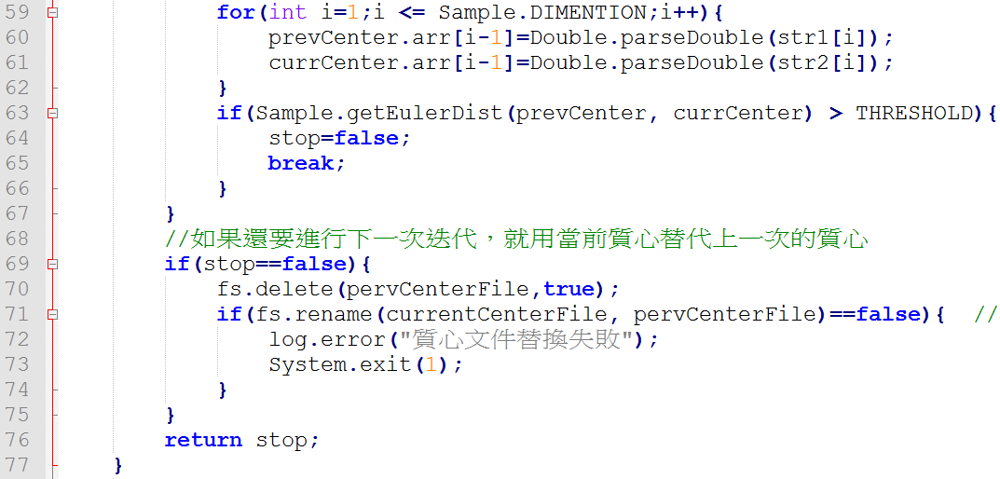 59 for(int i=1;i <= Sample.DIMENTION;i++){
60 prevCenter.arr[i-1]=Double.parseDouble(str1[i]);
61 currCenter.arr[i-1]=Double.parseDouble(str2[i]);
62 }
63 if(Sample.getEulerDist(prevCenter, currCenter) > THRESHOLD){
64 stop=false;
65 break;
66 }
67 }
68 //如果還要進行下一次迭代，就用當前質心替代上一次的質心
69 if(stop==false){
70 fs.delete(pervCenterFile,true);
71 if(fs.rename(currentCenterFile, pervCenterFile)==false){ //
72 log.error("質心文件替換失敗");
73 System.exit(1);
74 }
75 }
76 return stop;
77 }